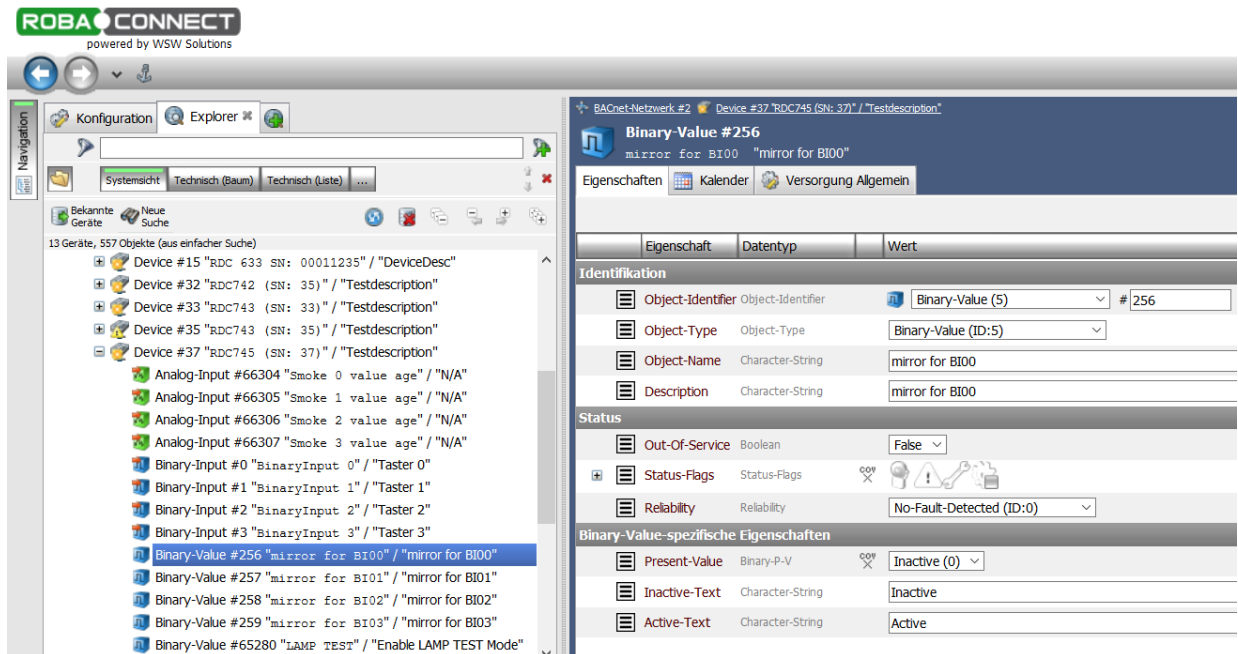 ROBA CONNECT
powered by WSW Solutions
Navigation
Konfiguration
Explorer
Systemsicht
Technisch (Baum)
Technisch (Liste)
...
Bekannte Geräte
Neue Suche
13 Geräte, 557 Objekte (aus einfacher Suche)
Device #15 "RDC 633 SN: 00011235" / "DeviceDesc"
Device #32 "RDC742 (SN: 35)" / "Testdescription"
Device #33 "RDC743 (SN: 33)" / "Testdescription"
Device #35 "RDC743 (SN: 35)" / "Testdescription"
Device #37 "RDC745 (SN: 37)" / "Testdescription"
Analog-Input #66304 "Smoke 0 value age" / "N/A"
Analog-Input #66305 "Smoke 1 value age" / "N/A"
Analog-Input #66306 "Smoke 2 value age" / "N/A"
Analog-Input #66307 "Smoke 3 value age" / "N/A"
Binary-Input #0 "BinaryInput 0" / "Taster 0"
Binary-Input #1 "BinaryInput 1" / "Taster 1"
Binary-Input #2 "BinaryInput 2" / "Taster 2"
Binary-Input #3 "BinaryInput 3" / "Taster 3"
Binary-Value #256 "mirror for BI00" / "mirror for BI00"
Binary-Value #257 "mirror for BI01" / "mirror for BI01"
Binary-Value #258 "mirror for BI02" / "mirror for BI02"
Binary-Value #259 "mirror for BI03" / "mirror for BI03"
Binary-Value #65280 "LAMP TEST" / "Enable LAMP TEST Mode"
BACnet-Netzwerk #2 Device #37 "RDC745 (SN: 37)" / "Testdescription"
Binary-Value #256
mirror for BI00 "mirror for BI00"
Eigenschaften
Kalender
Versorgung Allgemein
Eigenschaft Datentyp Wert
Identifikation
Object-Identifier Object-Identifier Binary-Value (5) # 256
Object-Type Object-Type Binary-Value (ID:5)
Object-Name Character-String mirror for BI00
Description Character-String mirror for BI00
Status
Out-Of-Service Boolean False
Status-Flags Status-Flags COV
Reliability Reliability No-Fault-Detected (ID:0)
Binary-Value-spezifische Eigenschaften
Present-Value Binary-P-V COV Inactive (0)
Inactive-Text Character-String Inactive
Active-Text Character-String Active